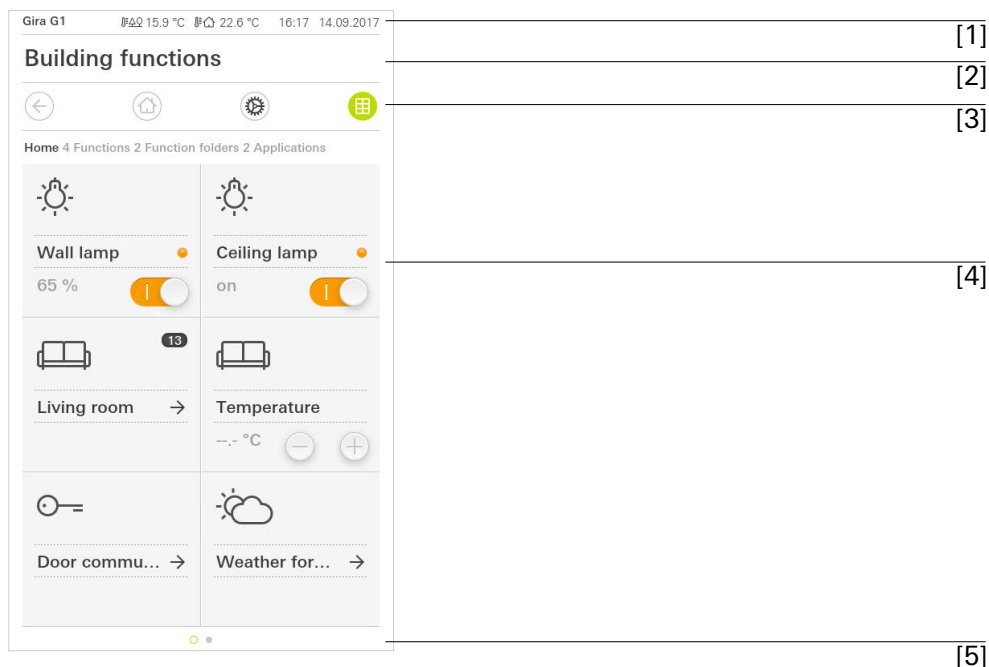 Gira G1 15.9 °C 22.6 °C 16:17 14.09.2017
[1]
Building functions
[2]
[3]
Home 4 Functions 2 Function folders 2 Applications
Wall lamp Ceiling lamp
[4]
65 % on
13
Living room → Temperature
--.- °C − +
Door commu... → Weather for... →
[5]